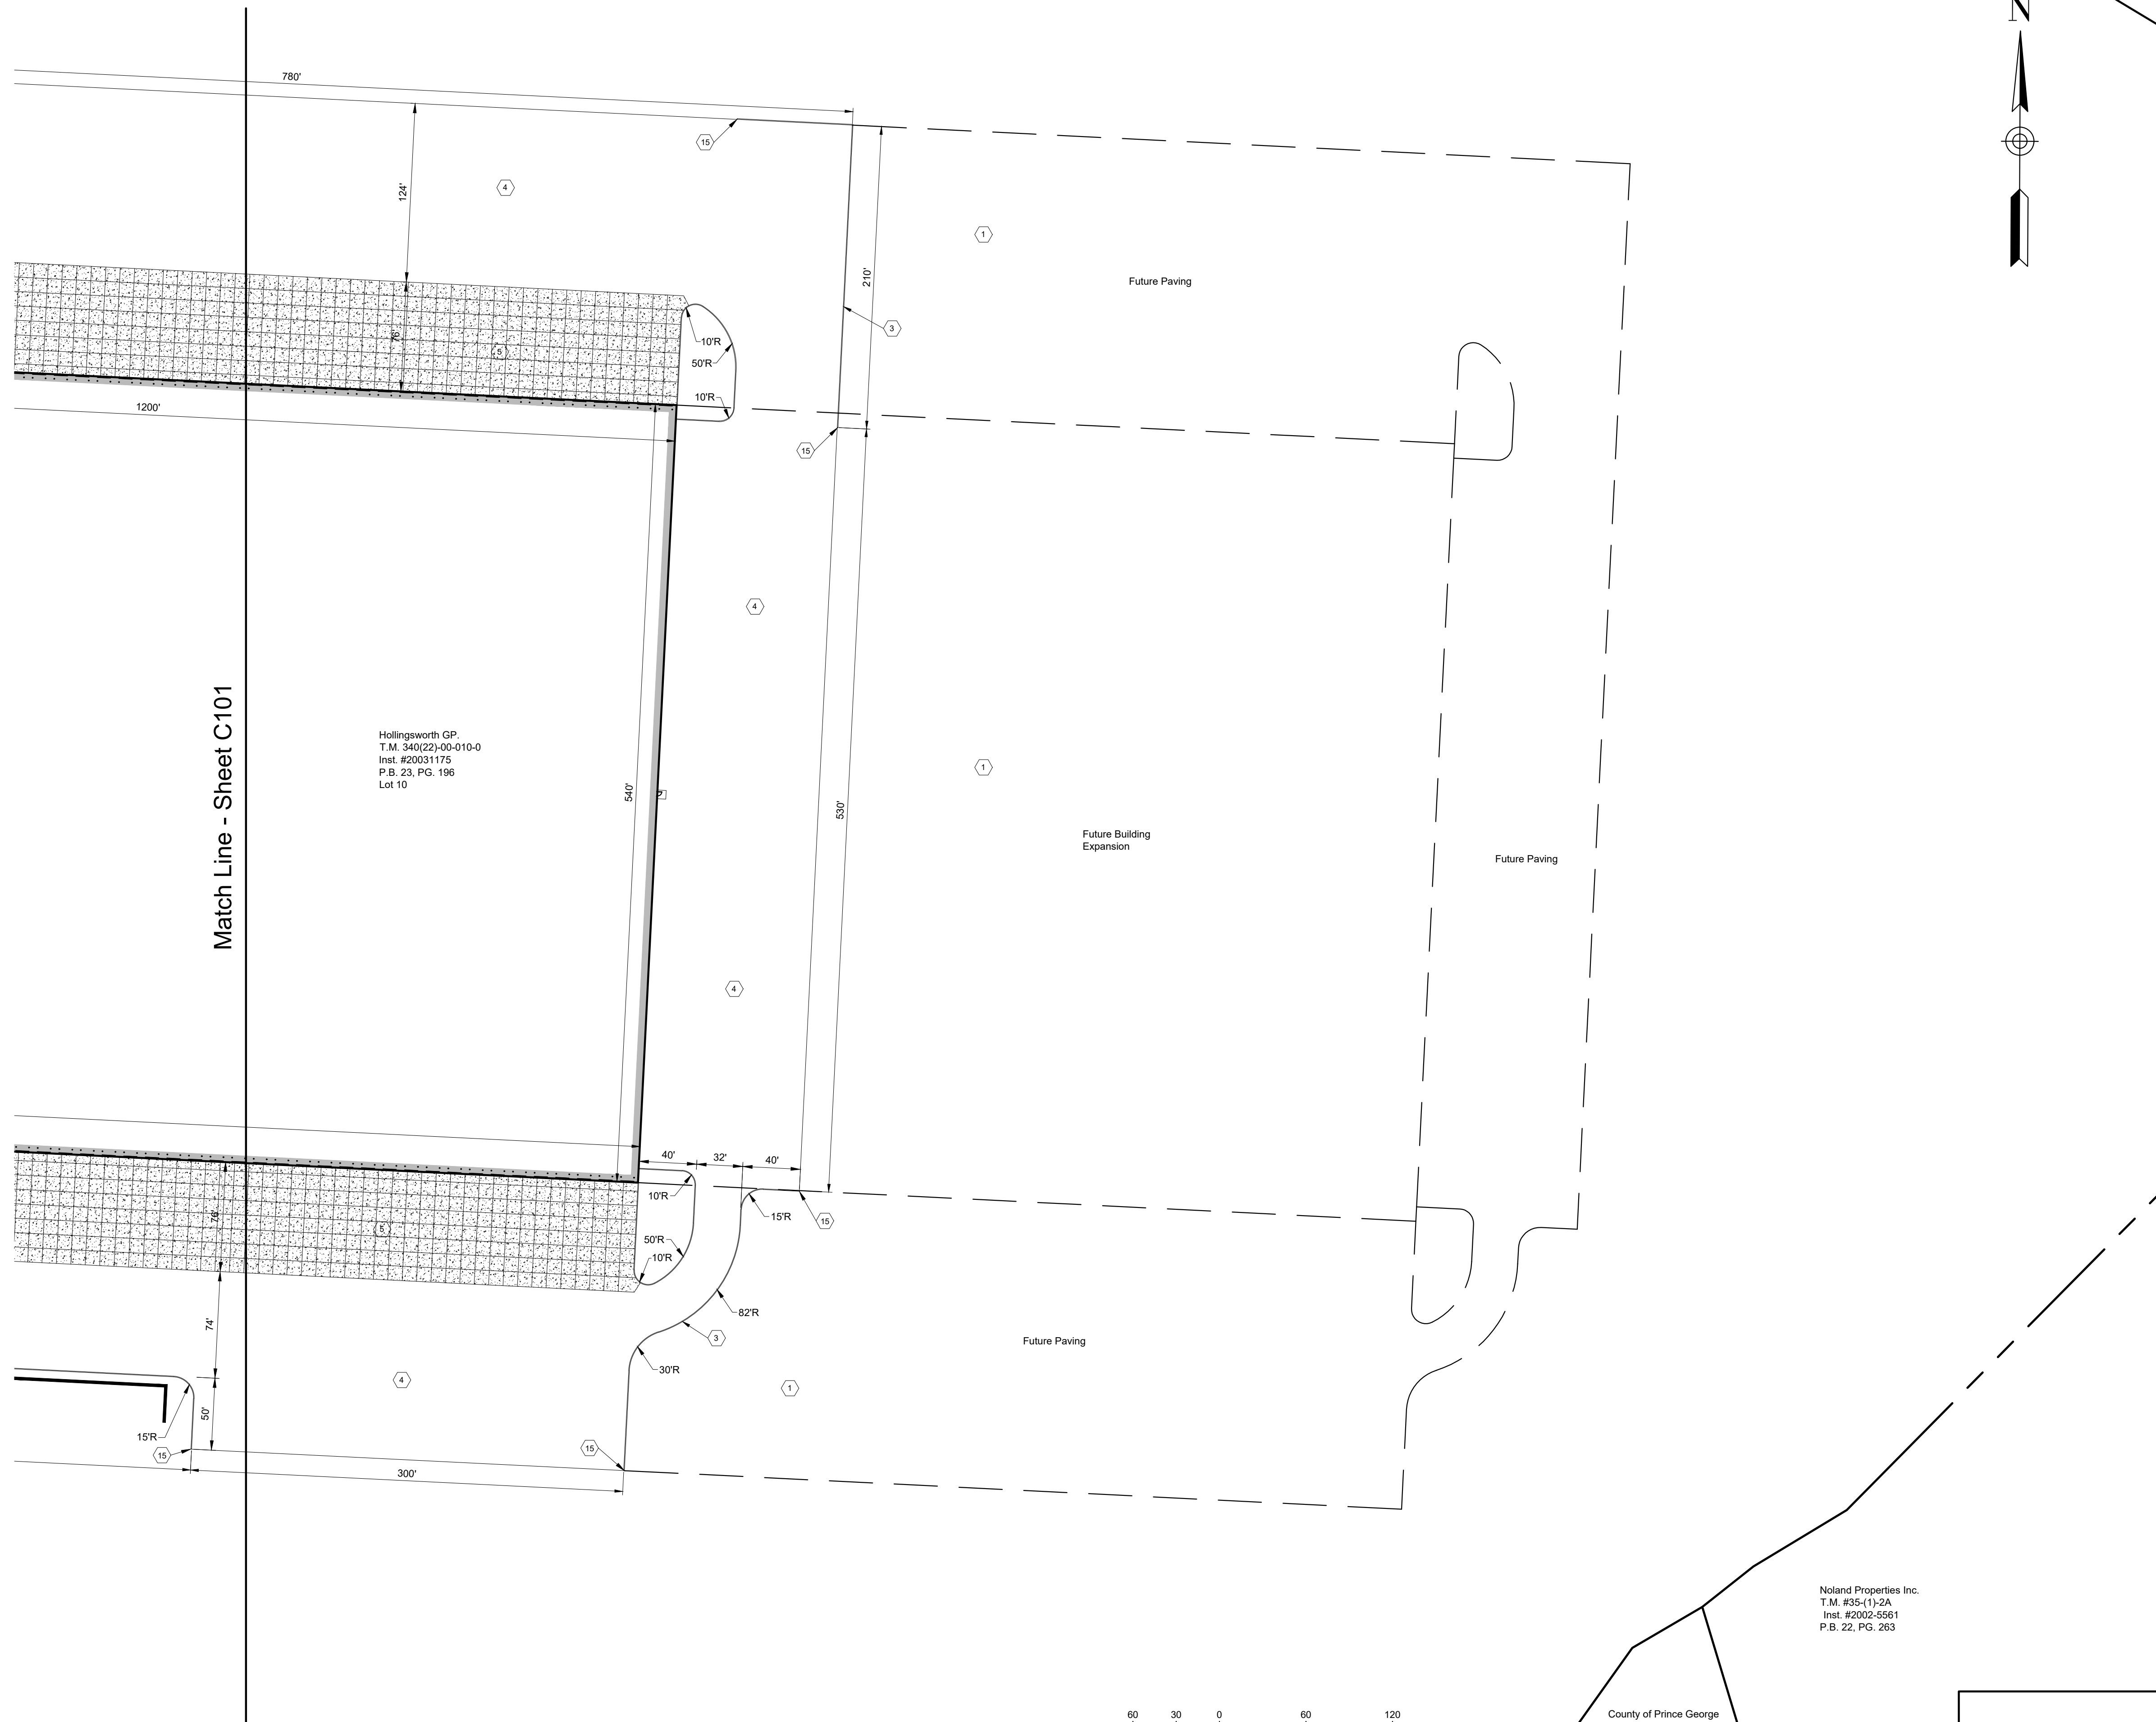 N
780'
15
124'
4
1
210'
Future Paving
3
76'
5
10'R
50'R
10'R
1200'
15
4
Match Line - Sheet C101
Hollingsworth GP.
T.M. 340(22)-00-010-0
Inst. #20031175
P.B. 23, PG. 196
Lot 10
540'
1
530'
Future Building
Expansion
Future Paving
4
40'
32'
40'
10'R
15'R
15
76'
5
50'R
10'R
82'R
74'
3
Future Paving
30'R
4
1
50'
15'R
15
15
300'
Noland Properties Inc.
T.M. #35-(1)-2A
Inst. #2002-5561
P.B. 22, PG. 263
60 30 0 60 120
County of Prince George